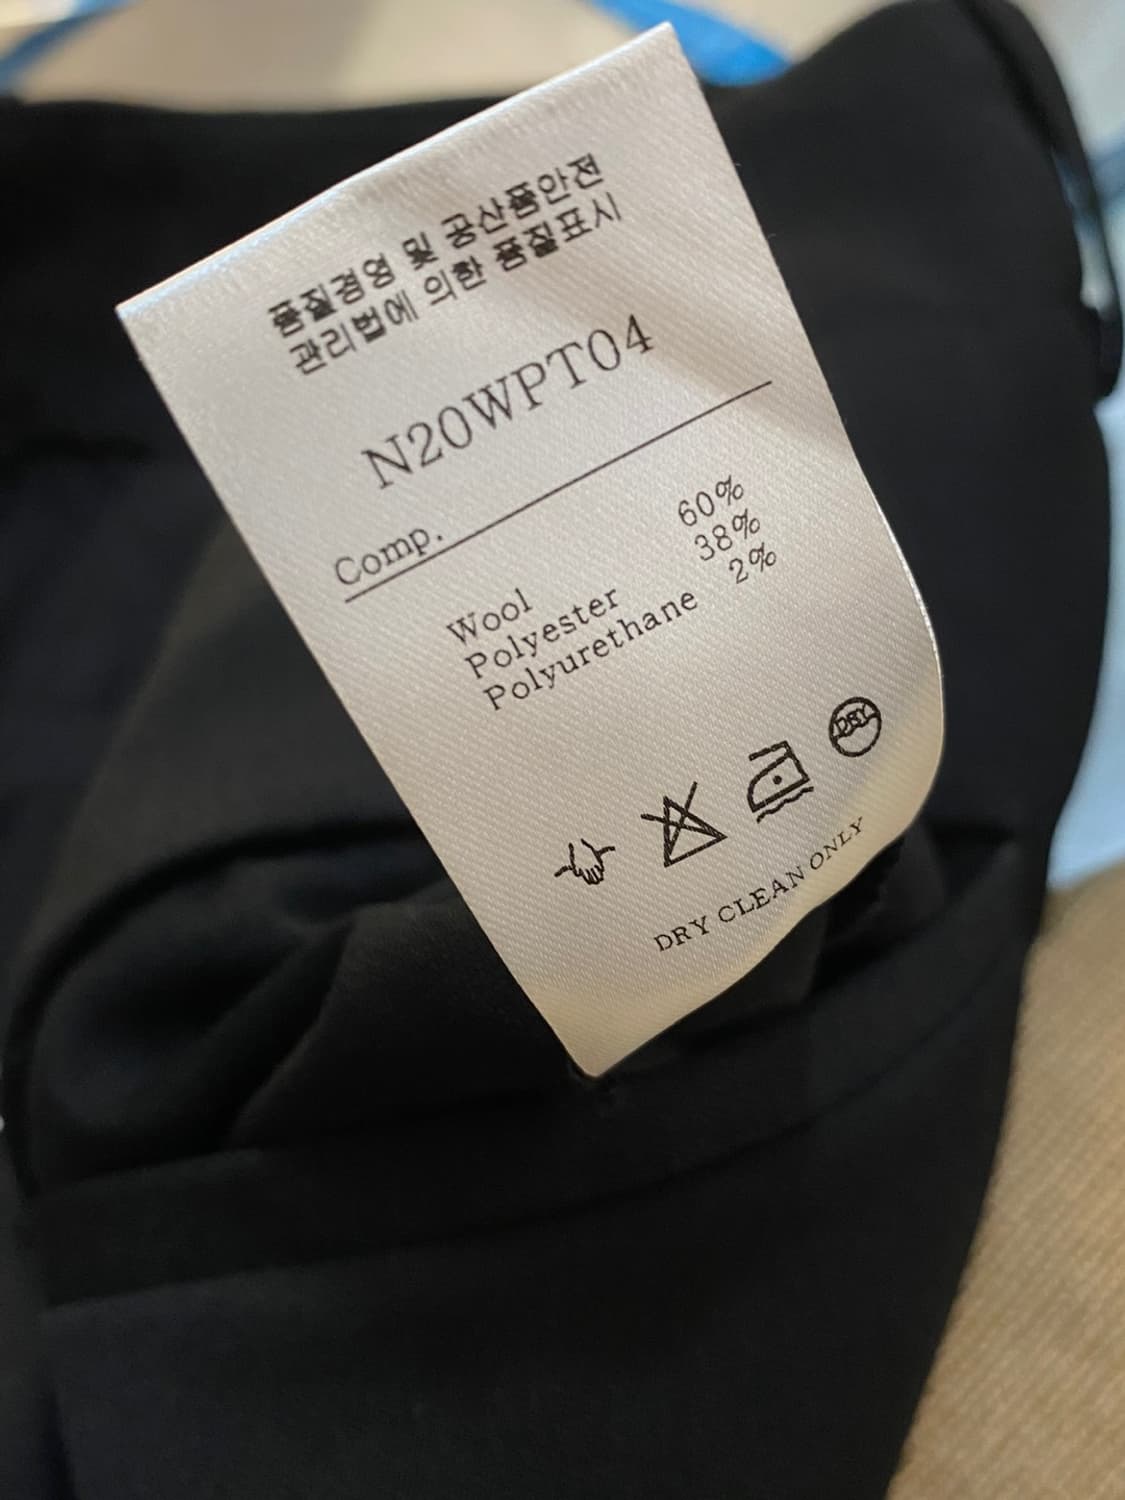 품질경영 및 공산품안전
관리법에 의한 품질표시
N20WPT04
Comp.
Wool 60%
Polyester 38%
Polyurethane 2%
DRY
DRY CLEAN ONLY